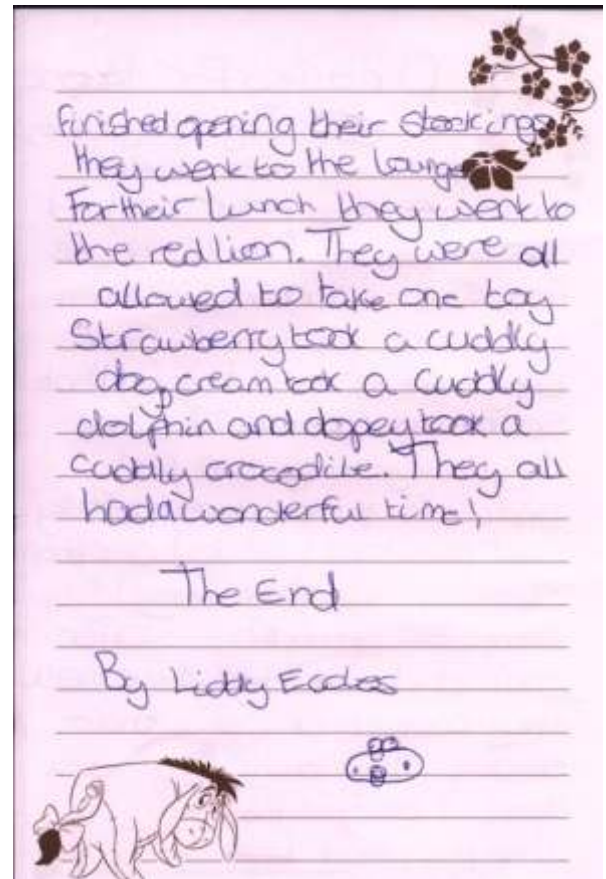 finished opening their stockings
they went to the lounge
For their Lunch they went to
the red lion. They were all
allowed to take one toy
Strawberry took a cuddly
dog, cream took a cuddly
dolphin and dopey took a
cuddly crocodile. They all
had a wonderful time!
The End
By Liddy Eccles